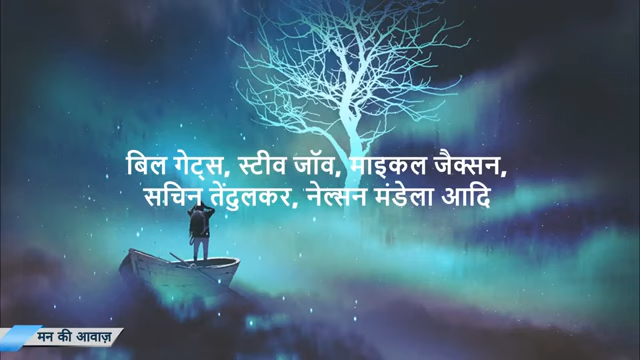 बिल गेट्स, स्टीव जॉव, माइकल जैक्सन,
सचिन तेंदुलकर, नेल्सन मंडेला आदि
मन की आवाज़